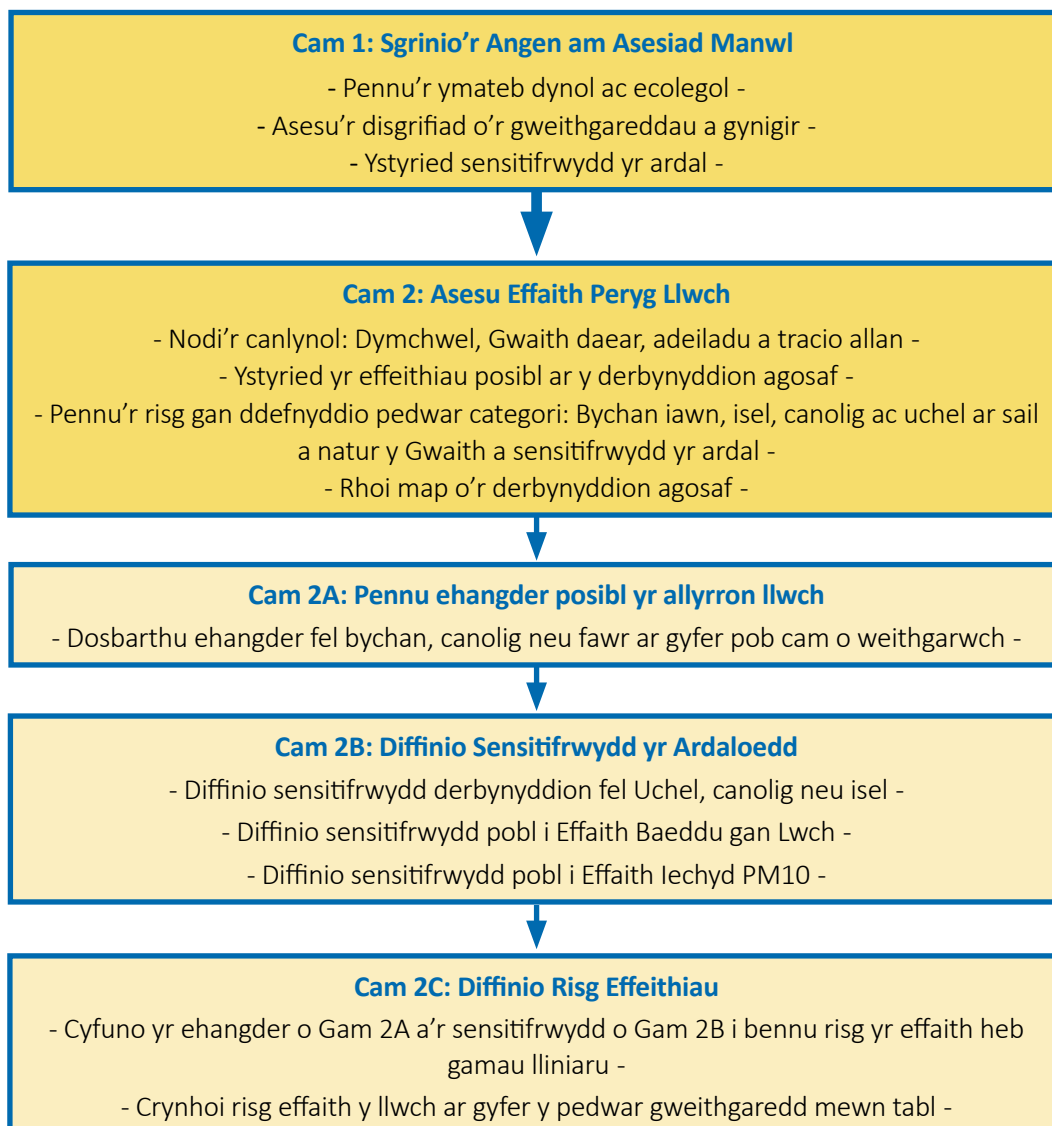 Cam 1: Sgrinio’r Angen am Asesiad Manwl
- Pennu’r ymateb dynol ac ecolegol -
- Asesu’r disgrifiad o’r gweithgareddau a gynigir -
- Ystyried sensitifrwydd yr ardal -
Cam 2: Asesu Effaith Peryg Llwch
- Nodi’r canlynol: Dymchwel, Gwaith daear, adeiladu a tracio allan -
- Ystyried yr effeithiau posibl ar y derbynyddion agosaf -
- Pennu’r risg gan ddefnyddio pedwar categori: Bychan iawn, isel, canolig ac uchel ar sail
a natur y Gwaith a sensitifrwydd yr ardal -
- Rhoi map o’r derbynyddion agosaf -
Cam 2A: Pennu ehangder posibl yr allyrron llwch
- Dosbarthu ehangder fel bychan, canolig neu fawr ar gyfer pob cam o weithgarwch -
Cam 2B: Diffinio Sensitifrwydd yr Ardaloedd
- Diffinio sensitifrwydd derbynyddion fel Uchel, canolig neu isel -
- Diffinio sensitifrwydd pobl i Effaith Baeddu gan Lwch -
- Diffinio sensitifrwydd pobl i Effaith Iechyd PM10 -
Cam 2C: Diffinio Risg Effeithiau
- Cyfuno yr ehangder o Gam 2A a’r sensitifrwydd o Gam 2B i bennu risg yr effaith heb
gamau lliniaru -
- Crynhoi risg effaith y llwch ar gyfer y pedwar gweithgaredd mewn tabl -